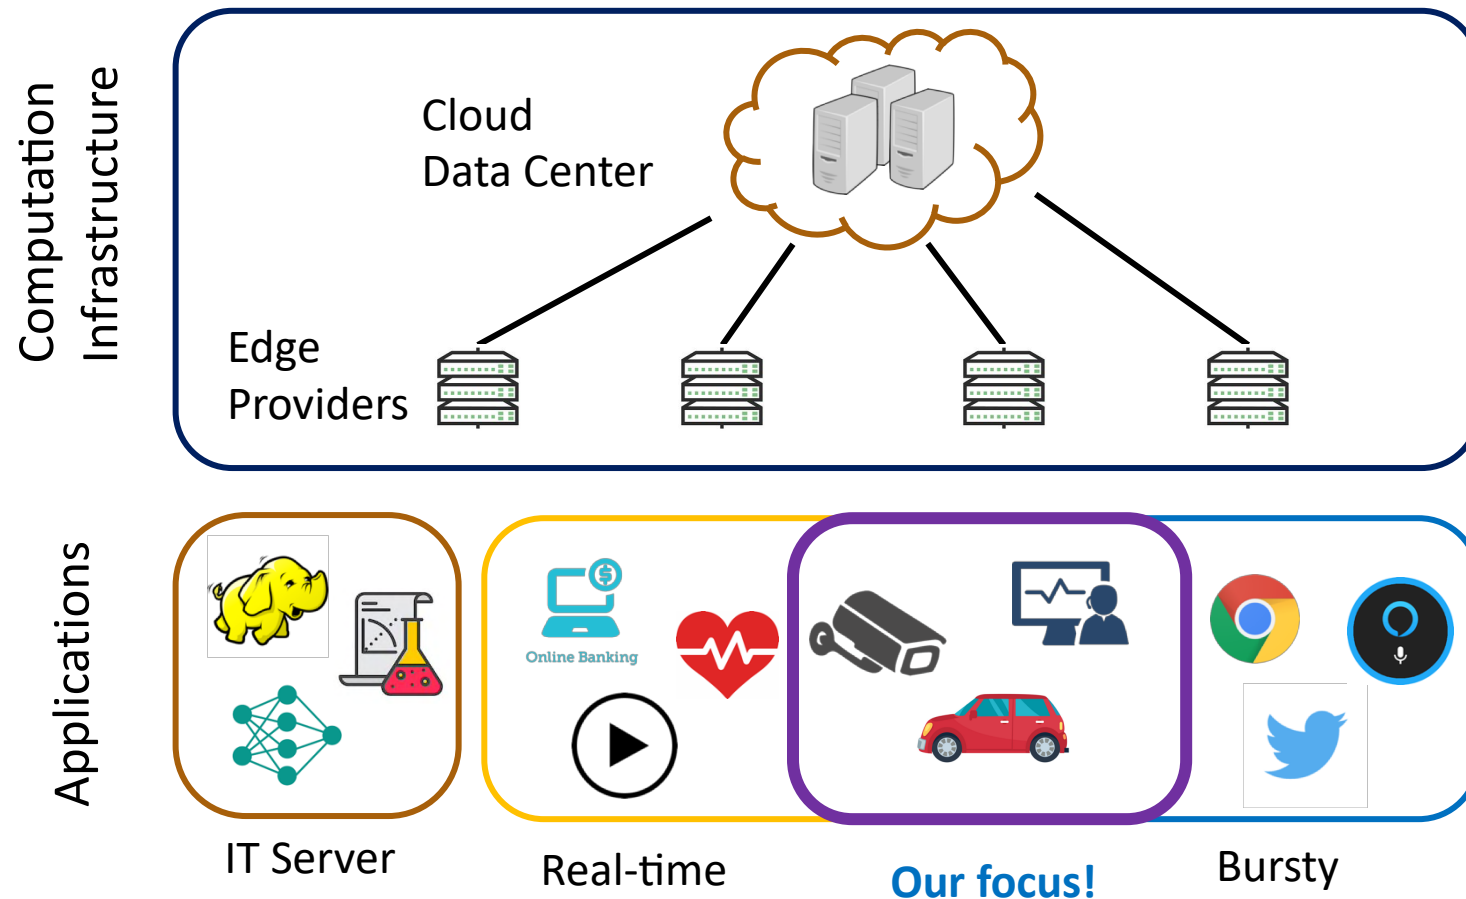 Computation
Infrastructure
Cloud
Data Center
Edge
Providers
Applications
Online Banking
IT Server
Real-time
Our focus!
Bursty